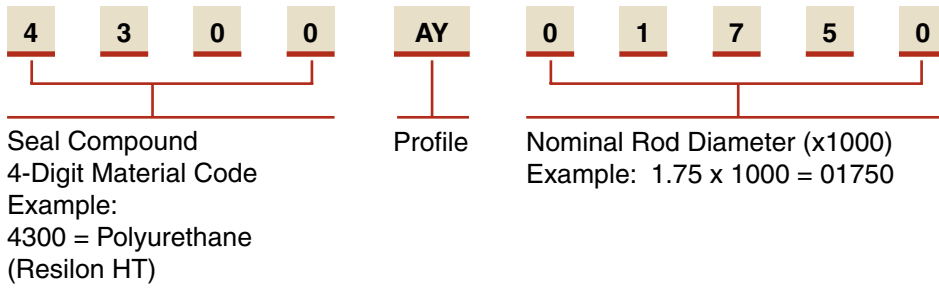 4 3 0 0 AY 0 1 7 5 0
Seal Compound
4-Digit Material Code
Example:
4300 = Polyurethane
(Resilon HT)
Profile
Nominal Rod Diameter (x1000)
Example: 1.75 x 1000 = 01750